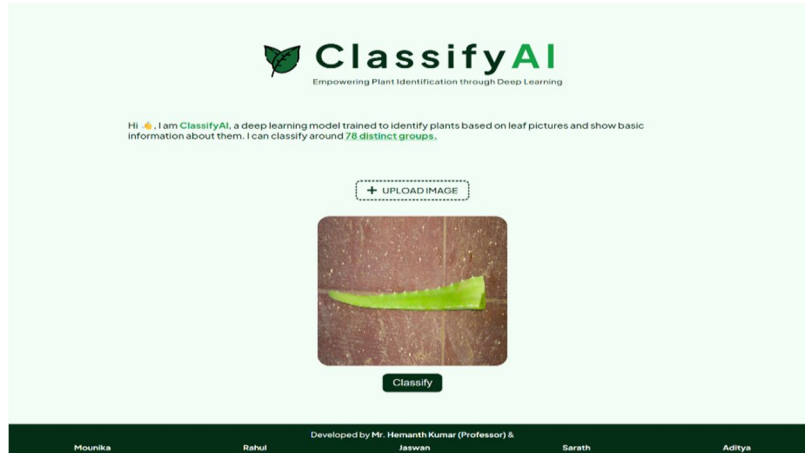 ClassifyAI
Empowering Plant Identification through Deep Learning
Hi 🤙, I am ClassifyAI, a deep learning model trained to identify plants based on leaf pictures and show basic
information about them. I can classify around 78 distinct groups.
+ UPLOAD IMAGE
Classify
Developed by Mr. Hemanth Kumar (Professor) &
Mounika Rahul Jaswan Sarath Aditya